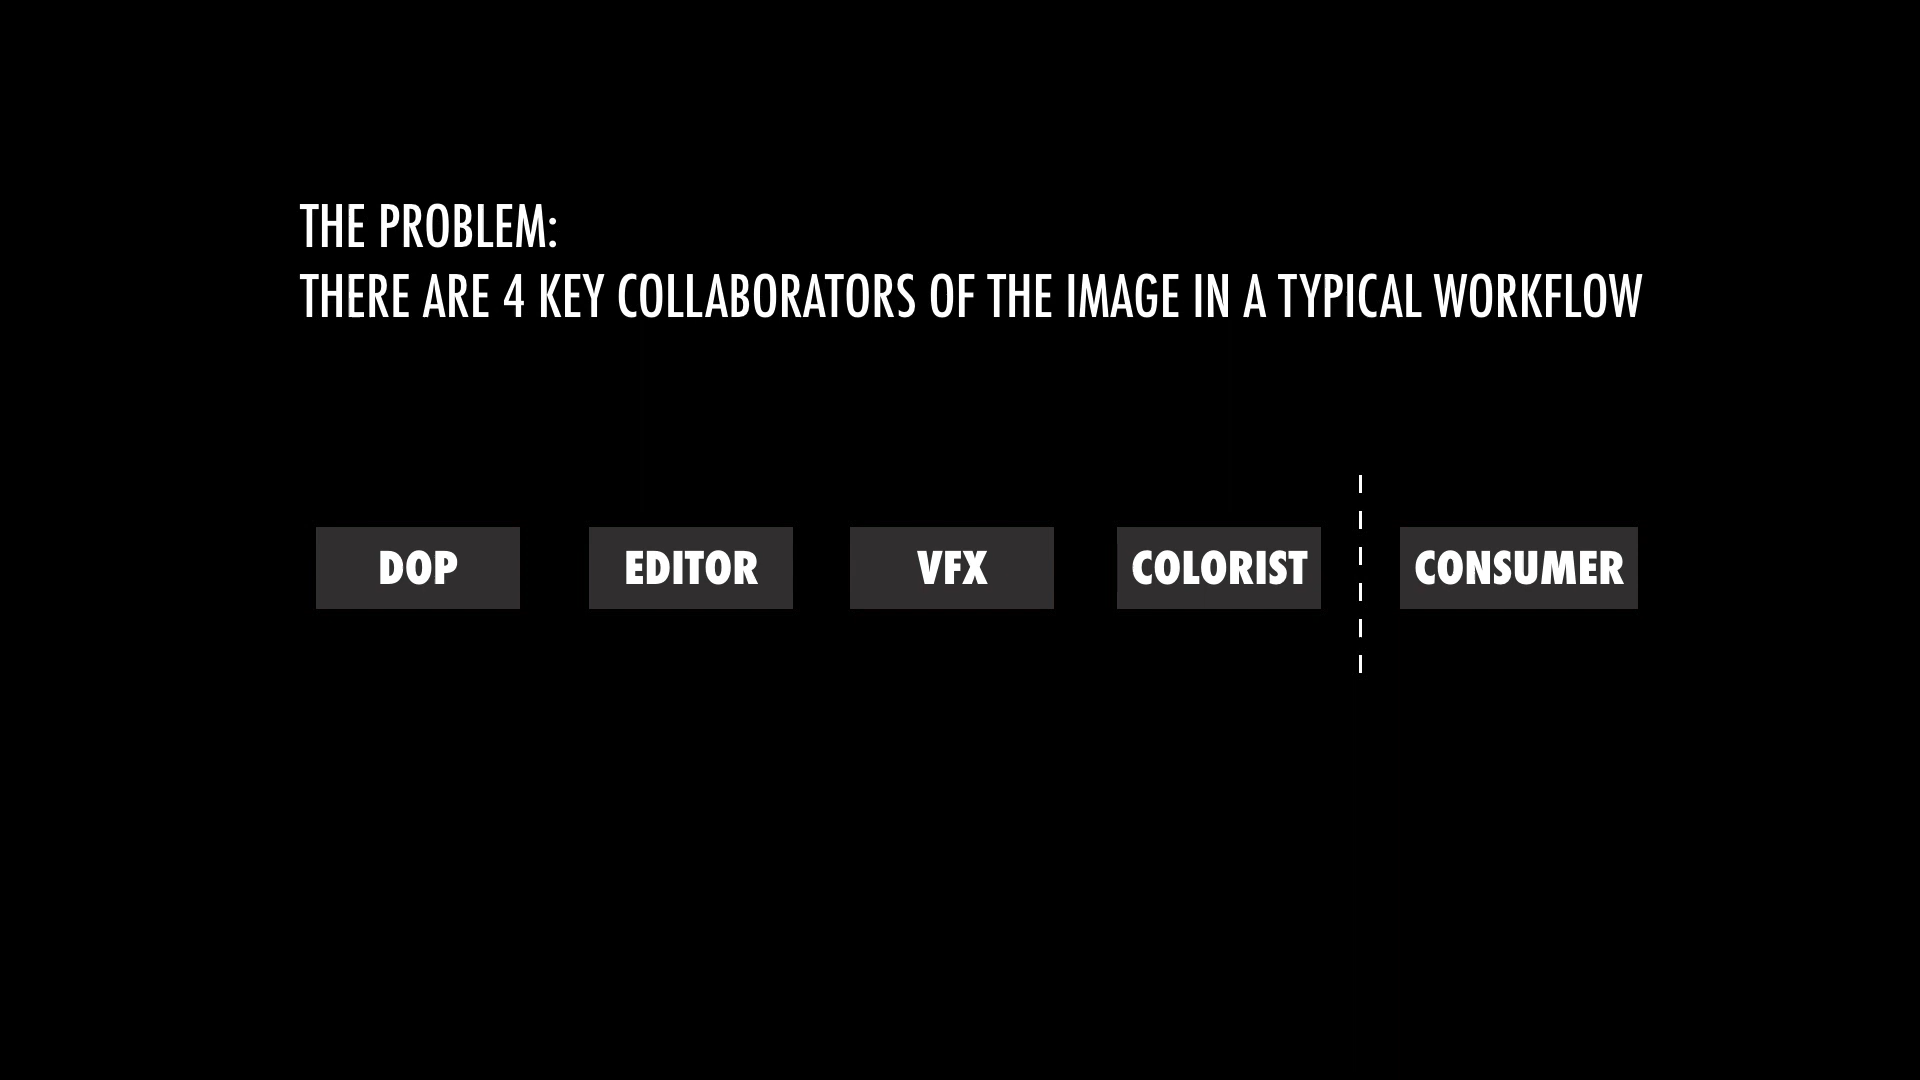 THE PROBLEM:
THERE ARE 4 KEY COLLABORATORS OF THE IMAGE IN A TYPICAL WORKFLOW
DOP EDITOR VFX COLORIST CONSUMER